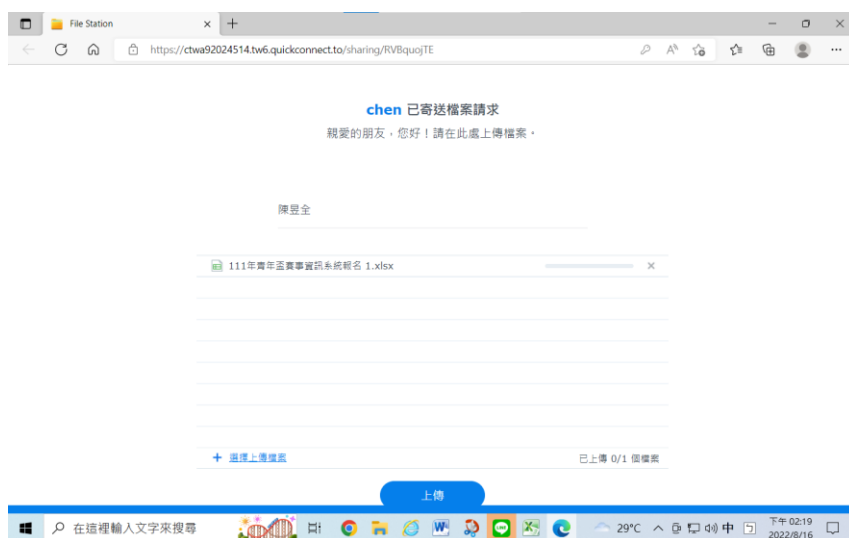 File Station
https://ctwa92024514.tw6.quickconnect.to/sharing/RVBquojTE
chen 已寄送檔案請求
親愛的朋友,您好!請在此處上傳檔案。
陳昱全
111年青年盃賽事資訊系統報名 1.xlsx
選擇上傳檔案
已上傳 0/1 個檔案
上傳
在這裡輸入文字來搜尋
29°C
中
下午 02:19
2022/8/16